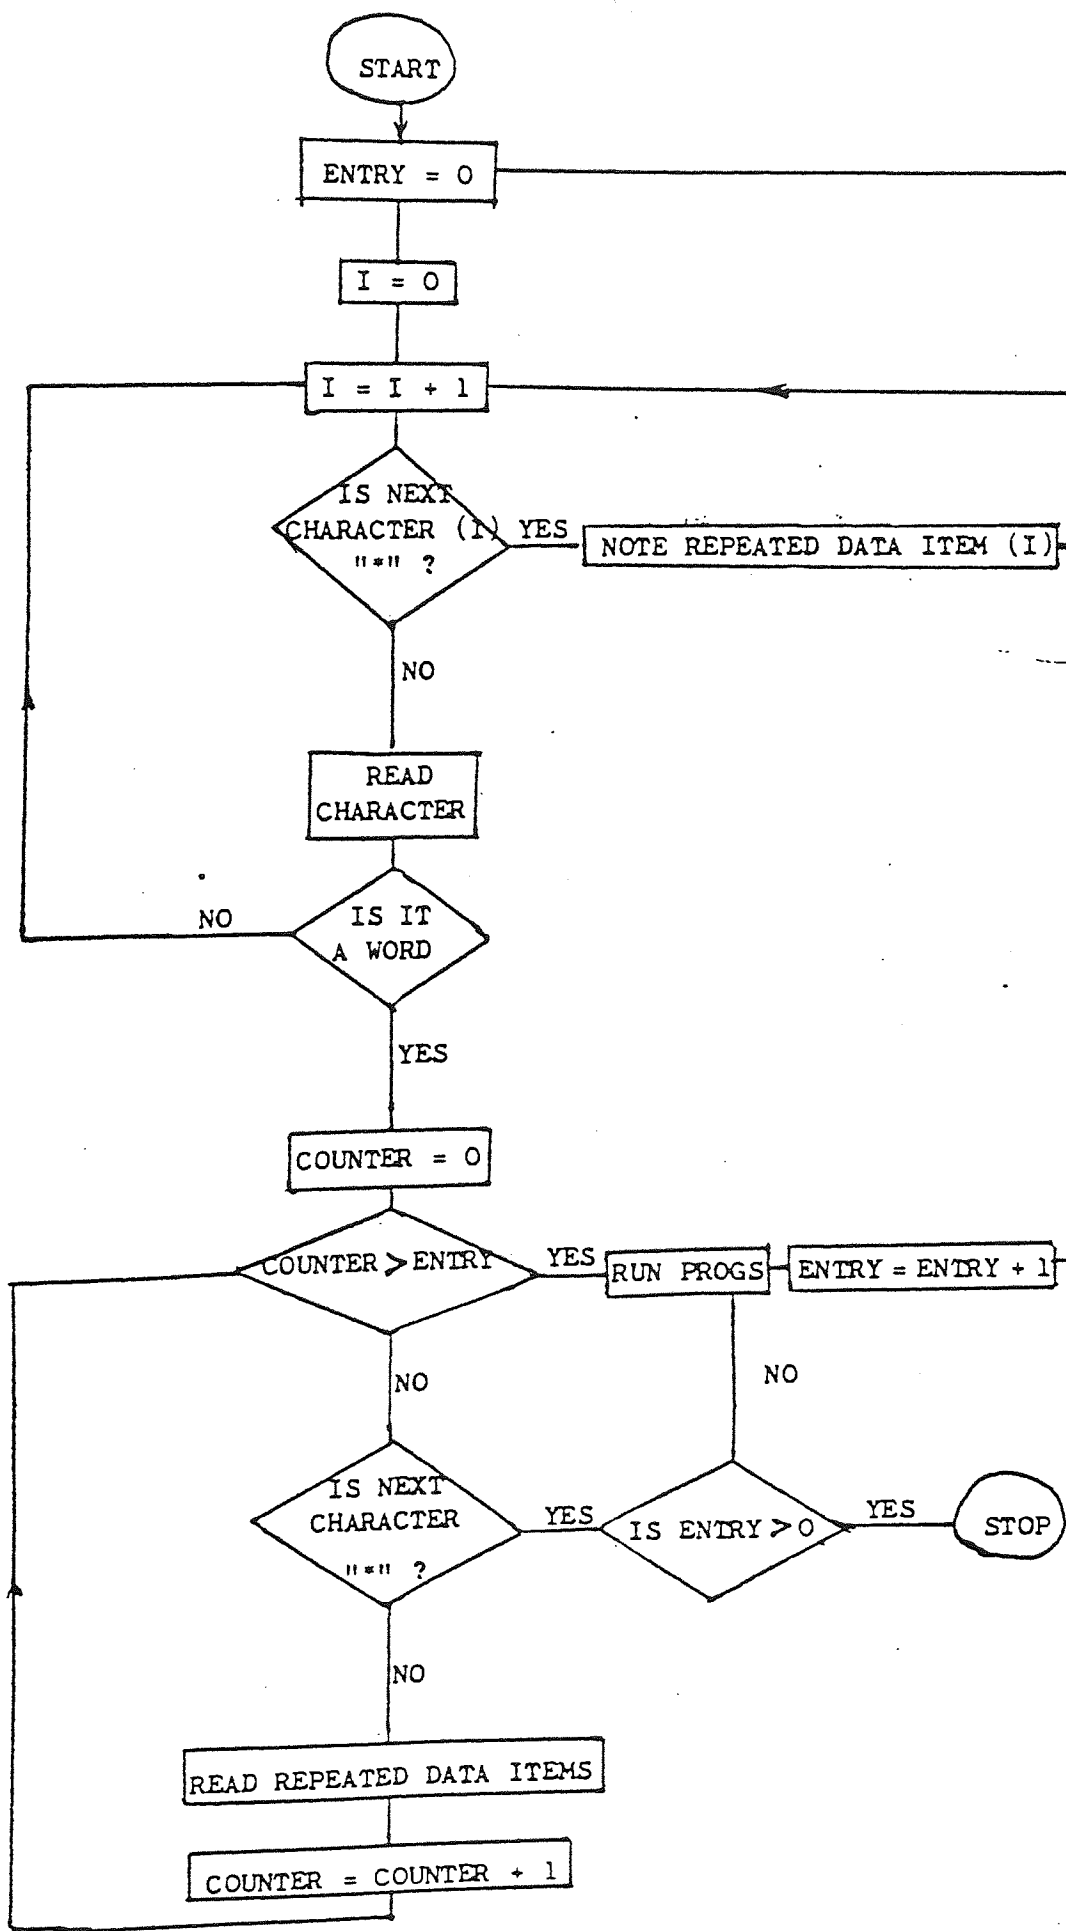 START
ENTRY = 0
I = 0
I = I + 1
IS NEXT
CHARACTER (I)
"*" ?
YES
NOTE REPEATED DATA ITEM (I)
NO
READ
CHARACTER
IS IT
A WORD
NO
YES
COUNTER = 0
COUNTER > ENTRY
YES
RUN PROGS
ENTRY = ENTRY + 1
NO
NO
IS NEXT
CHARACTER
"*" ?
YES
IS ENTRY > 0
YES
STOP
NO
READ REPEATED DATA ITEMS
COUNTER = COUNTER + 1